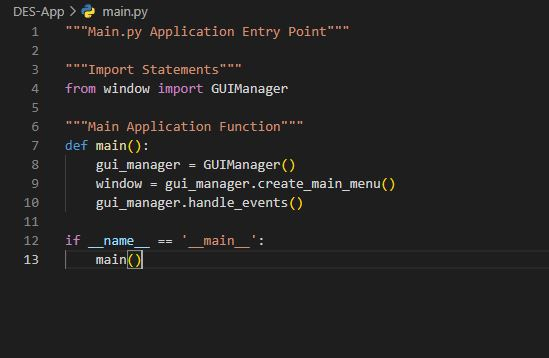 DES-App > main.py
1 """Main.py Application Entry Point"""
2
3 """Import Statements"""
4 from window import GUIManager
5
6 """Main Application Function"""
7 def main():
8     gui_manager = GUIManager()
9     window = gui_manager.create_main_menu()
10     gui_manager.handle_events()
11
12 if __name__ == '__main__':
13     main()